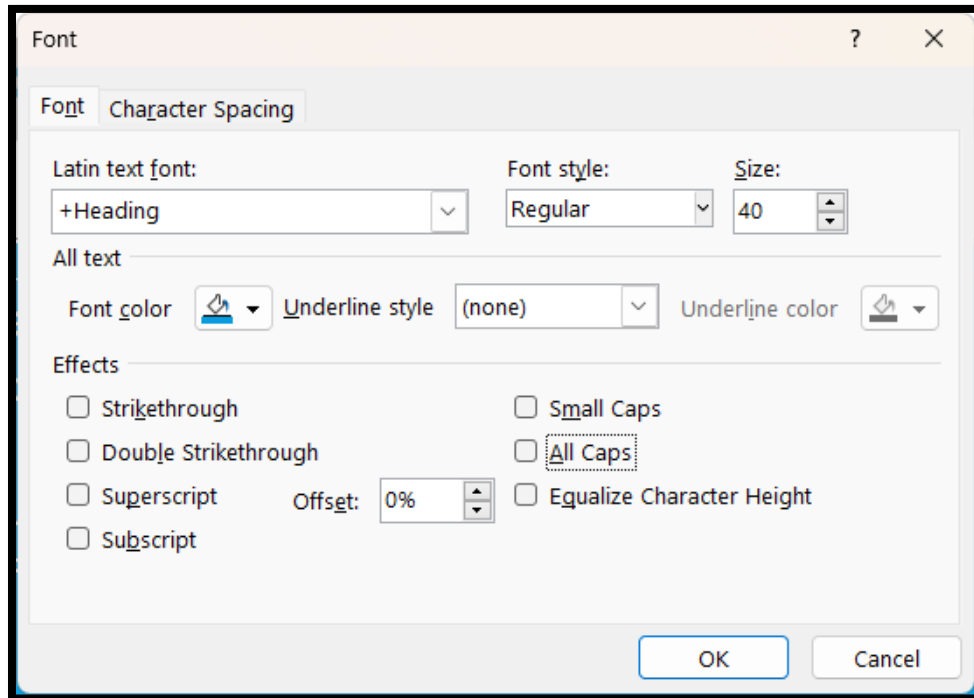 Font ?
Font Character Spacing
Latin text font: Font style: Size:
+Heading Regular 40
All text
Font color Underline style (none) Underline color
Effects
Strikethrough Small Caps
Double Strikethrough All Caps
Superscript Offset: 0% Equalize Character Height
Subscript
OK Cancel